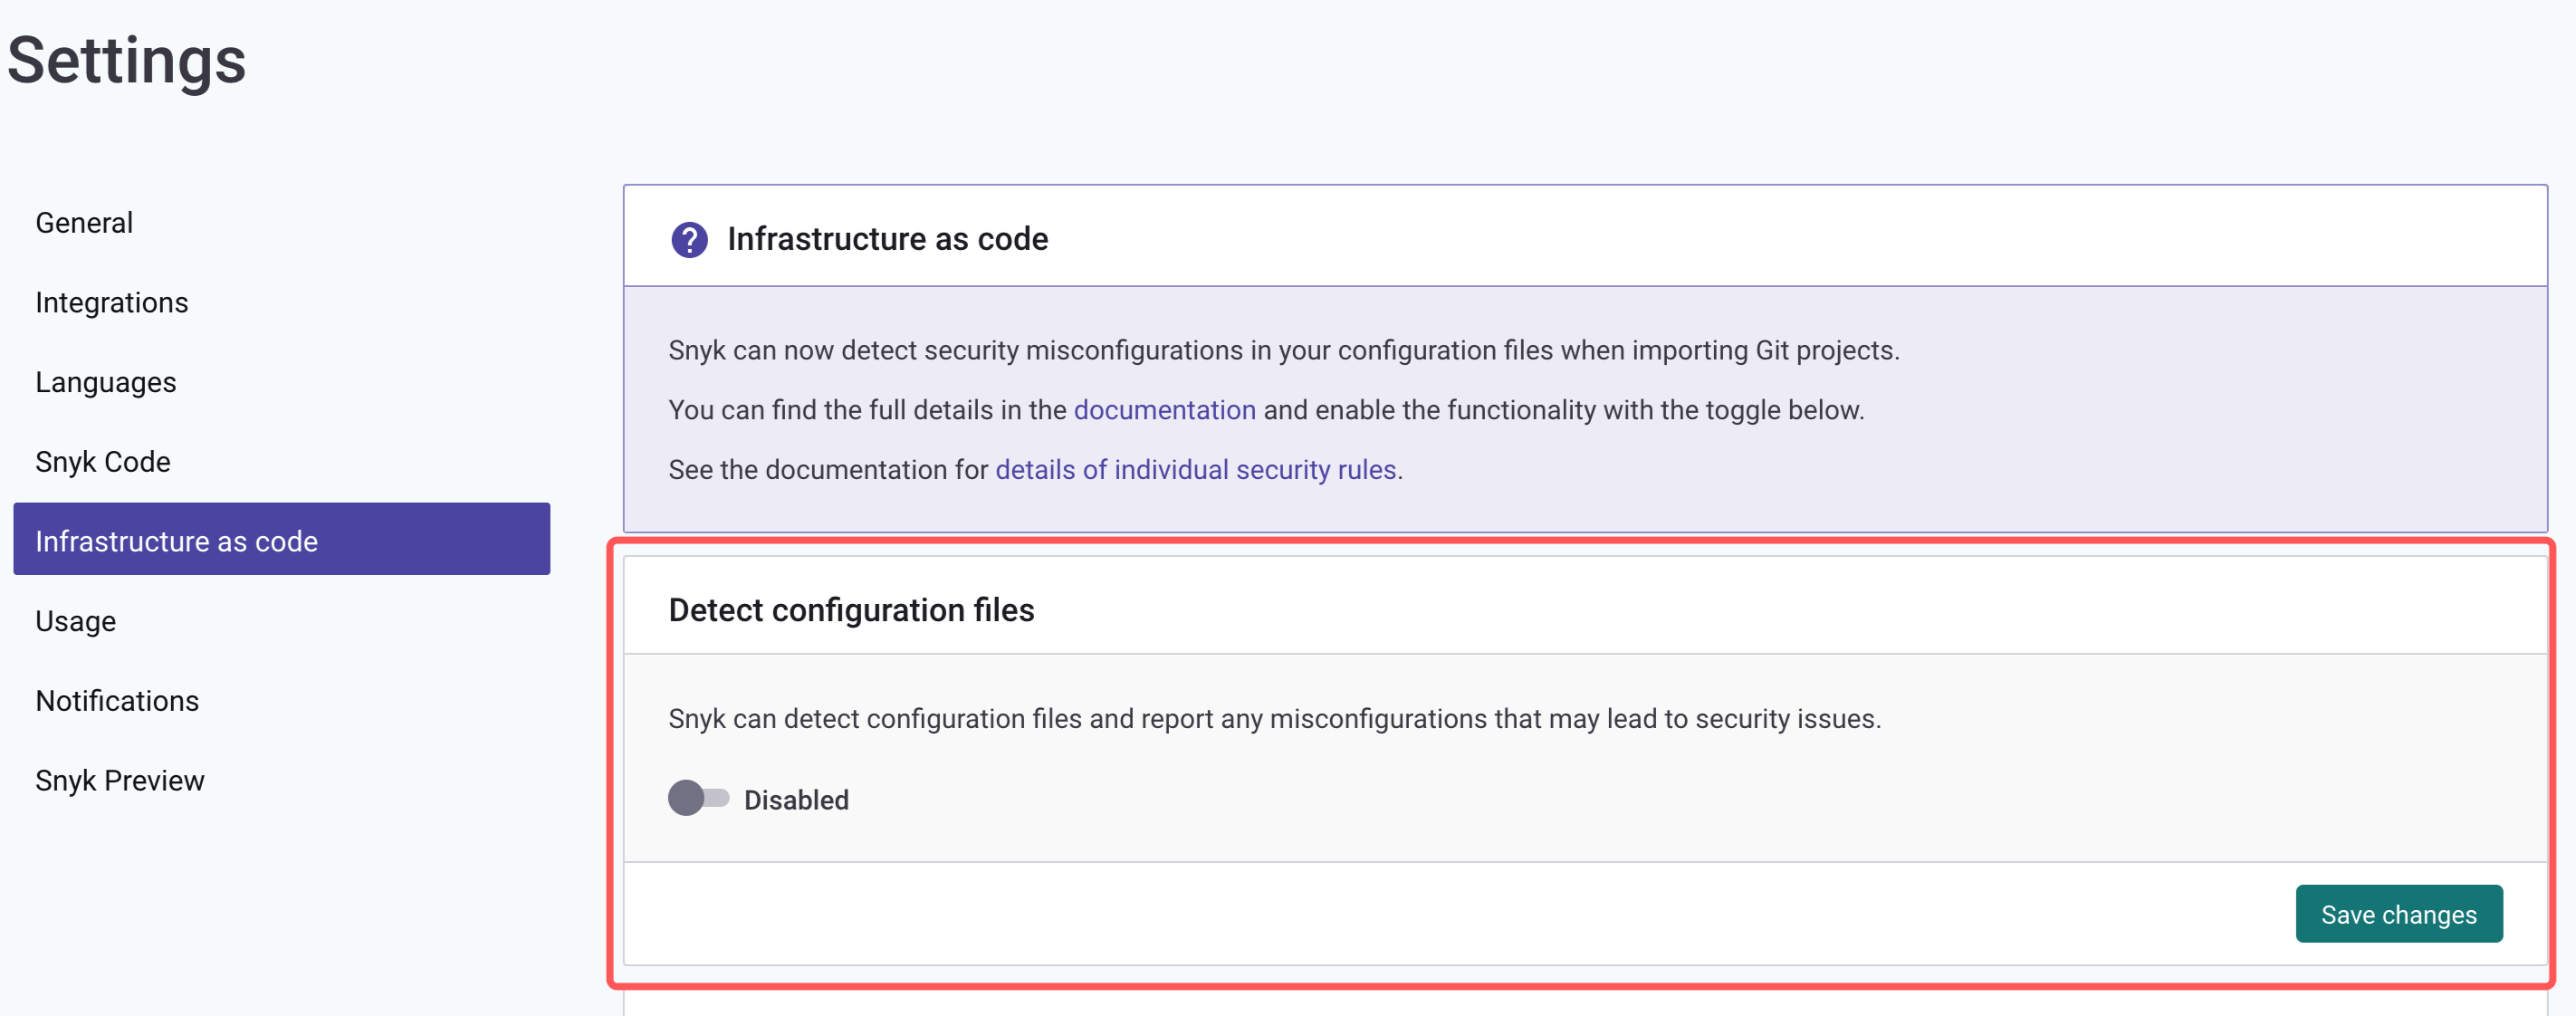 Settings
General
Integrations
Languages
Snyk Code
Infrastructure as code
Usage
Notifications
Snyk Preview
? Infrastructure as code
Snyk can now detect security misconfigurations in your configuration files when importing Git projects.
You can find the full details in the documentation and enable the functionality with the toggle below.
See the documentation for details of individual security rules.
Detect configuration files
Snyk can detect configuration files and report any misconfigurations that may lead to security issues.
Disabled
Save changes